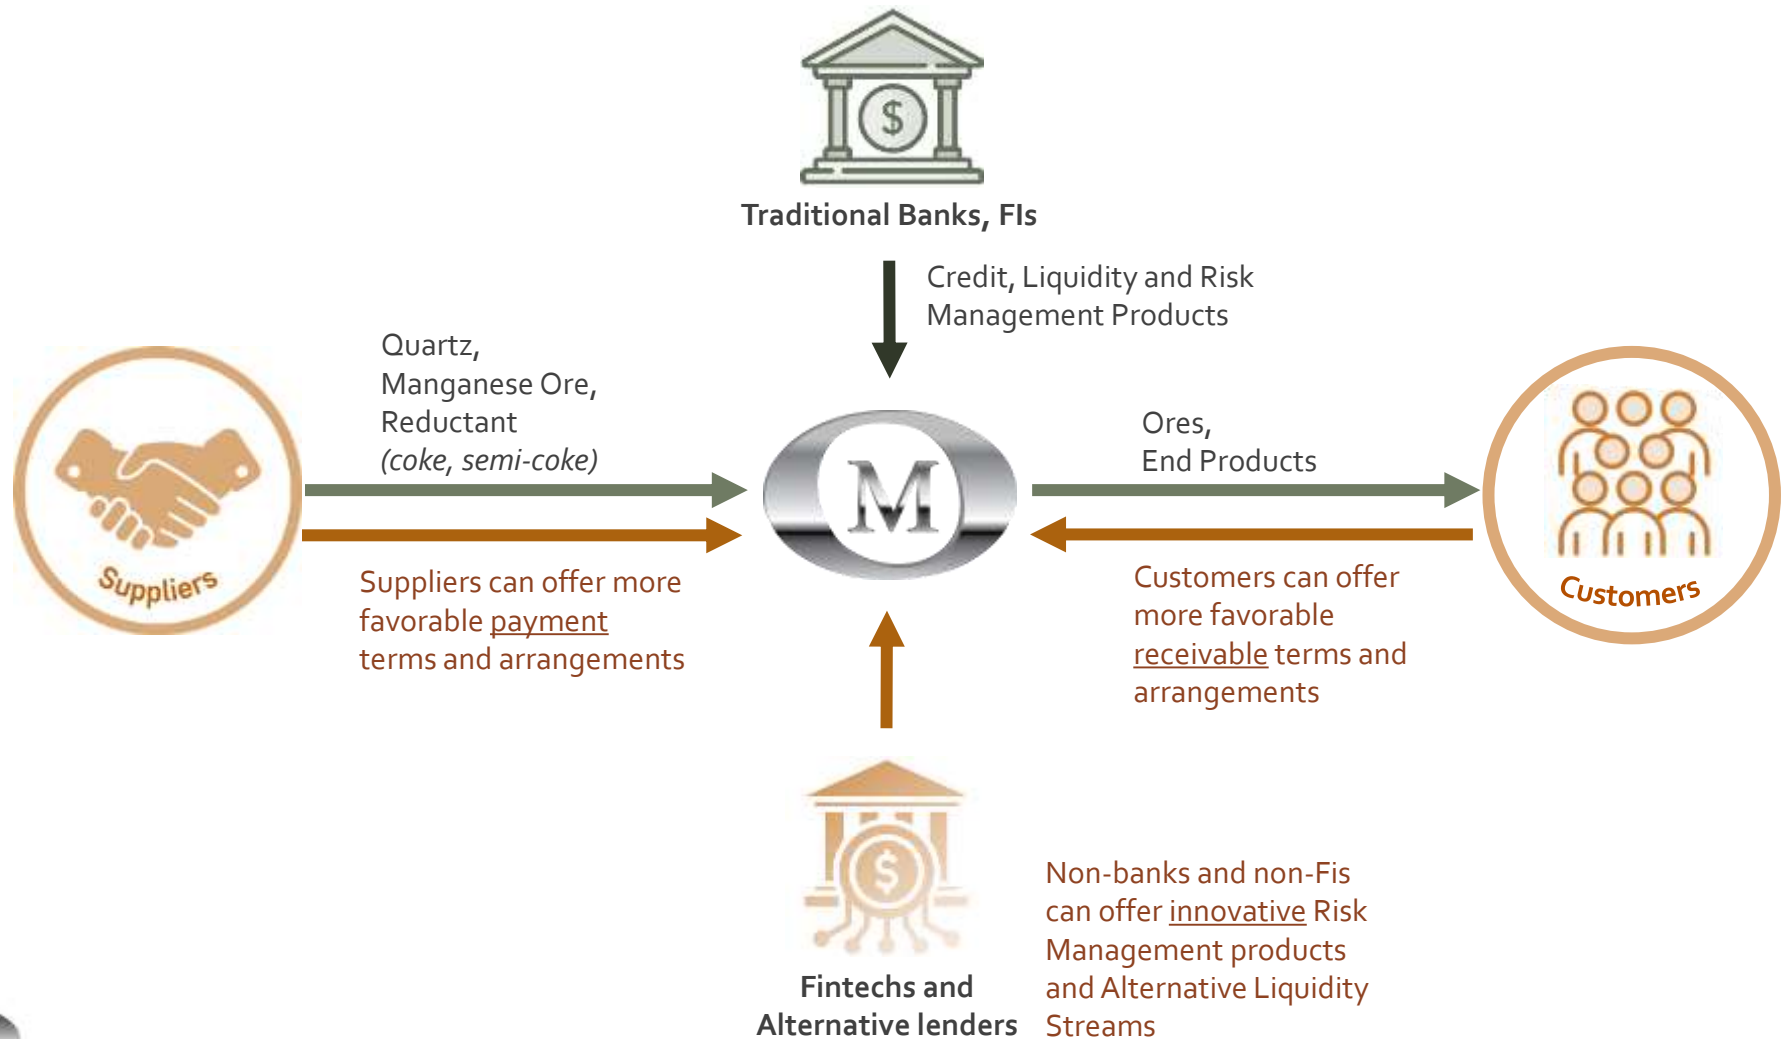 $
Traditional Banks, FIs
Credit, Liquidity and Risk
Management Products
Quartz,
Manganese Ore,
Reductant
(coke, semi-coke)
Ores,
End Products
M
Suppliers
Customers
Suppliers can offer more
favorable payment
terms and arrangements
Customers can offer
more favorable
receivable terms and
arrangements
$
Fintechs and
Alternative lenders
Non-banks and non-Fis
can offer innovative Risk
Management products
and Alternative Liquidity
Streams